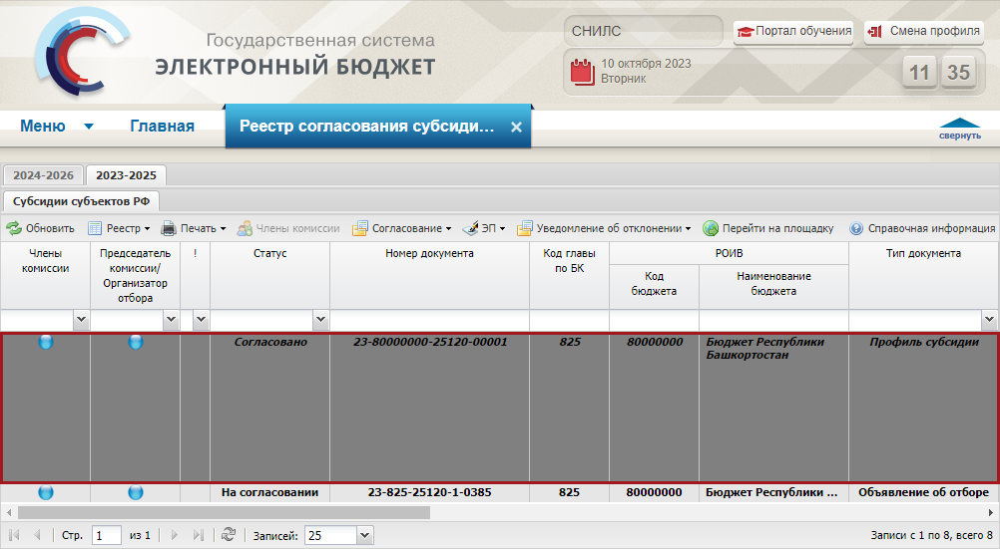 Государственная система
ЭЛЕКТРОННЫЙ БЮДЖЕТ
СНИЛС
Портал обучения
Смена профиля
10 октября 2023
Вторник
11 35
Меню
Главная
Реестр согласования субсиди...
свернуть
2024-2026
2023-2025
Субсидии субъектов РФ
Обновить
Реестр
Печать
Члены комиссии
Согласование
ЭП
Уведомление об отклонении
Перейти на площадку
Справочная информация
Члены
комиссии
Председатель
комиссии/
Организатор
отбора
!
Статус
Номер документа
Код главы
по БК
РОИВ
Код
бюджета
Наименование
бюджета
Тип документа
Согласовано
23-80000000-25120-00001
825
80000000
Бюджет Республики
Башкортостан
Профиль субсидии
На согласовании
23-825-25120-1-0385
825
80000000
Бюджет Республики ...
Объявление об отборе
Стр.
1
из 1
Записей:
25
Записи с 1 по 8, всего 8